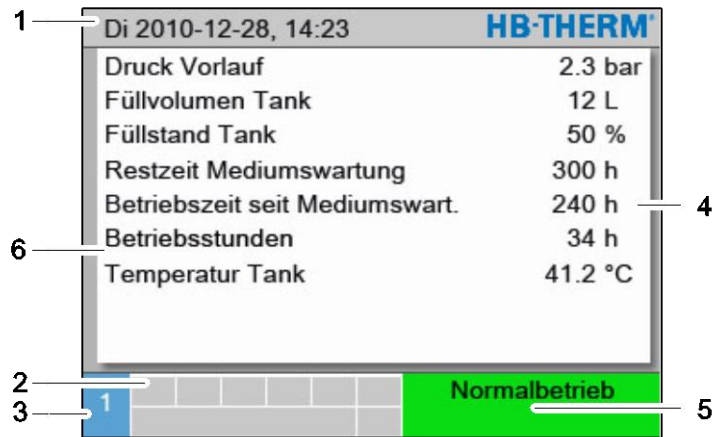 1 Di 2010-12-28, 14:23 HB·THERM®
Druck Vorlauf 2.3 bar
Füllvolumen Tank 12 L
Füllstand Tank 50 %
Restzeit Mediumswartung 300 h
Betriebszeit seit Mediumswart. 240 h 4
6 Betriebsstunden 34 h
Temperatur Tank 41.2 °C
2
3 1 Normalbetrieb 5